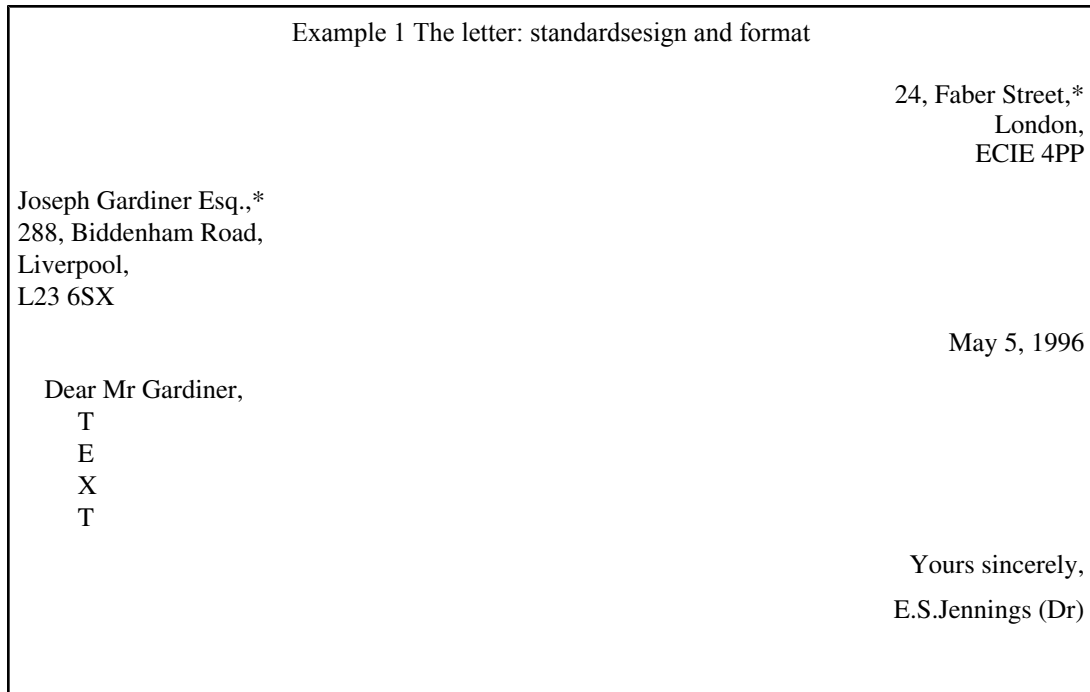 Example 1 The letter: standardsesign and format
24, Faber Street,*
London,
ECIE 4PP
Joseph Gardiner Esq.,*
288, Biddenham Road,
Liverpool,
L23 6SX
May 5, 1996
Dear Mr Gardiner,
T
E
X
T
Yours sincerely,
E.S.Jennings (Dr)